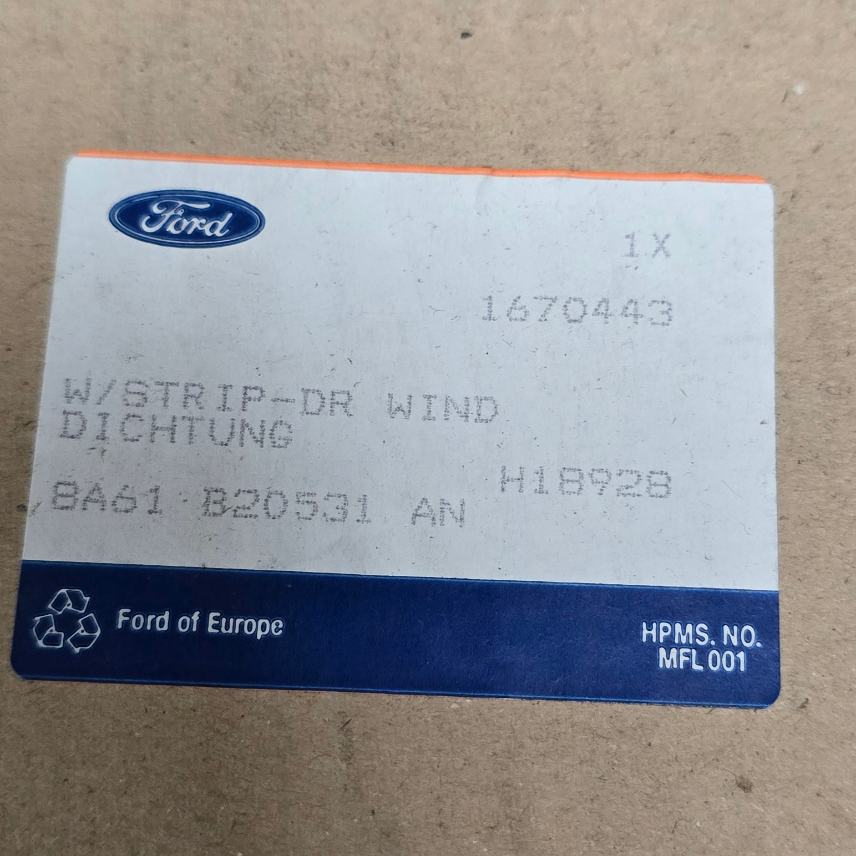 Ford
1X
1670443
W/STRIP-DR WIND
DICHTUNG
H18928
8A61 B20531 AN
Ford of Europe
HPMS. NO.
MFL 001